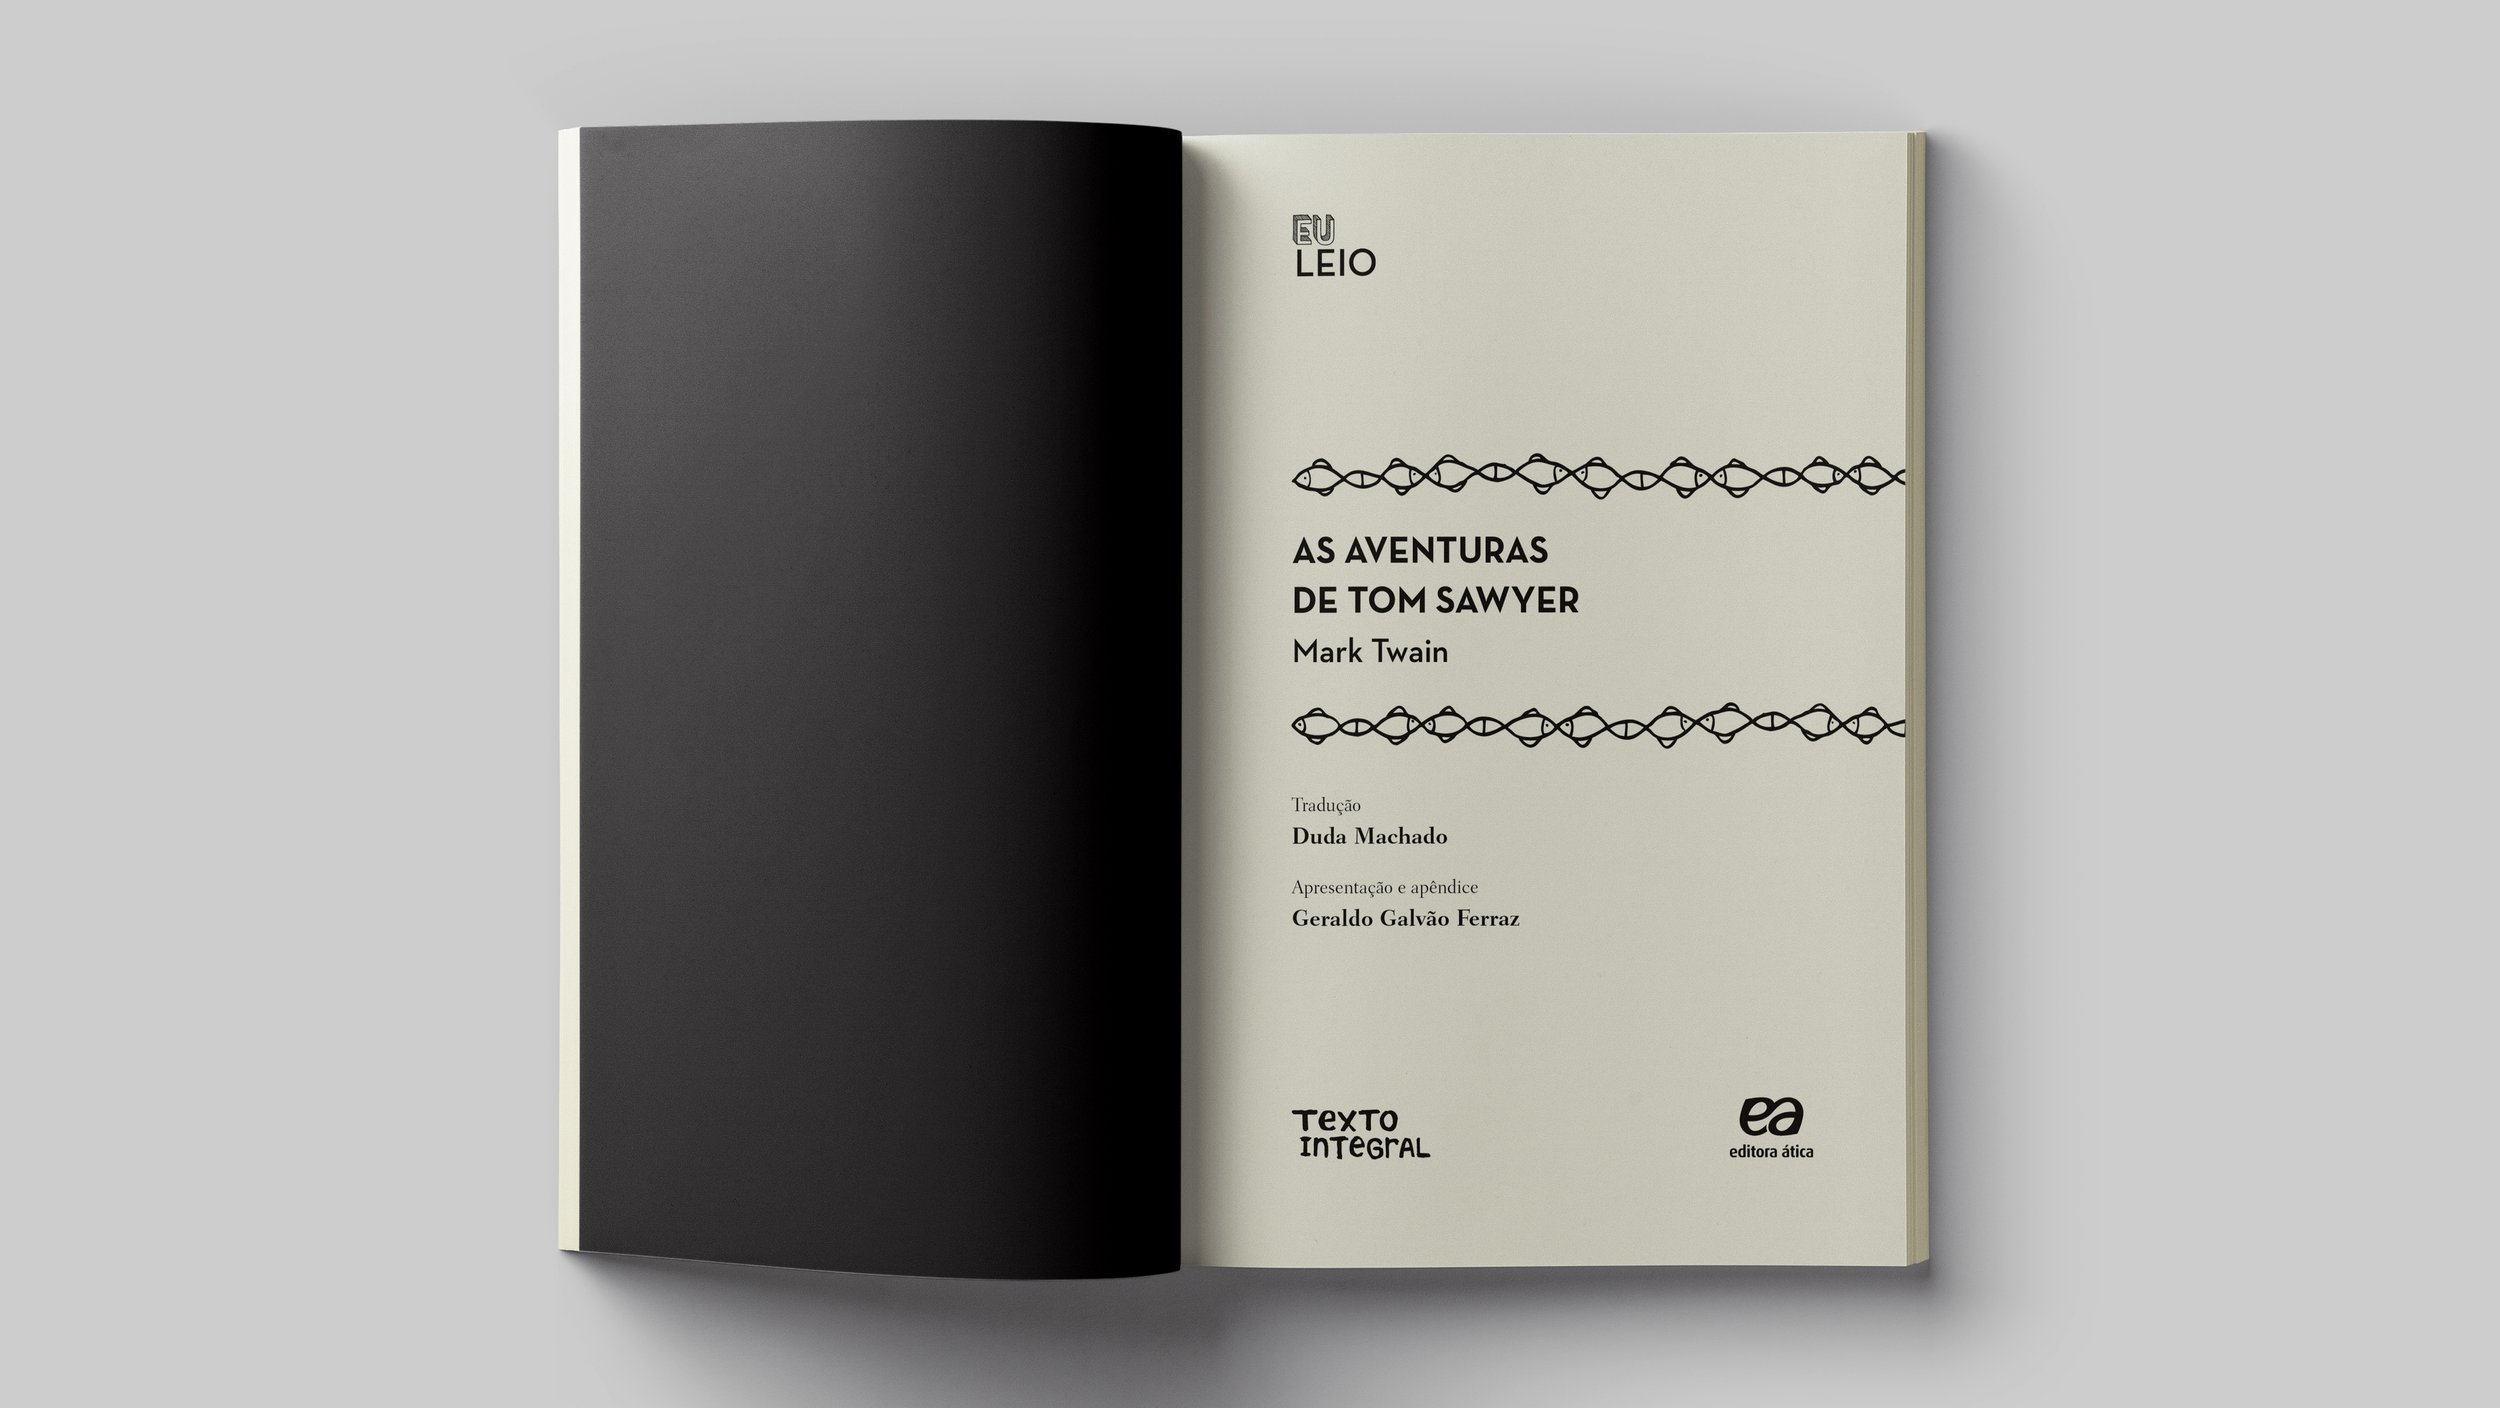 EU
LEIO
AS AVENTURAS
DE TOM SAWYER
Mark Twain
Tradução
Duda Machado
Apresentação e apêndice
Geraldo Galvão Ferraz
TEXTO
INTEGRAL
ea
editora ática